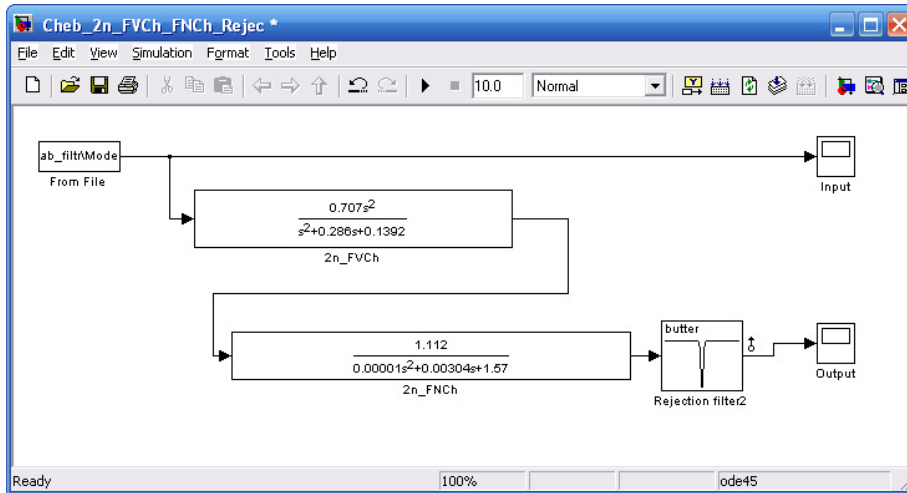 Cheb_2n_FVCh_FNCh_Rejec *
File Edit View Simulation Format Tools Help
10.0 Normal
ab_filtr\Mode
From File
Input
0.707s²
s²+0.286s+0.1392
2n_FVCh
1.112
0.00001s²+0.00304s+1.57
2n_FNCh
butter
Rejection filter2
Output
Ready 100% ode45